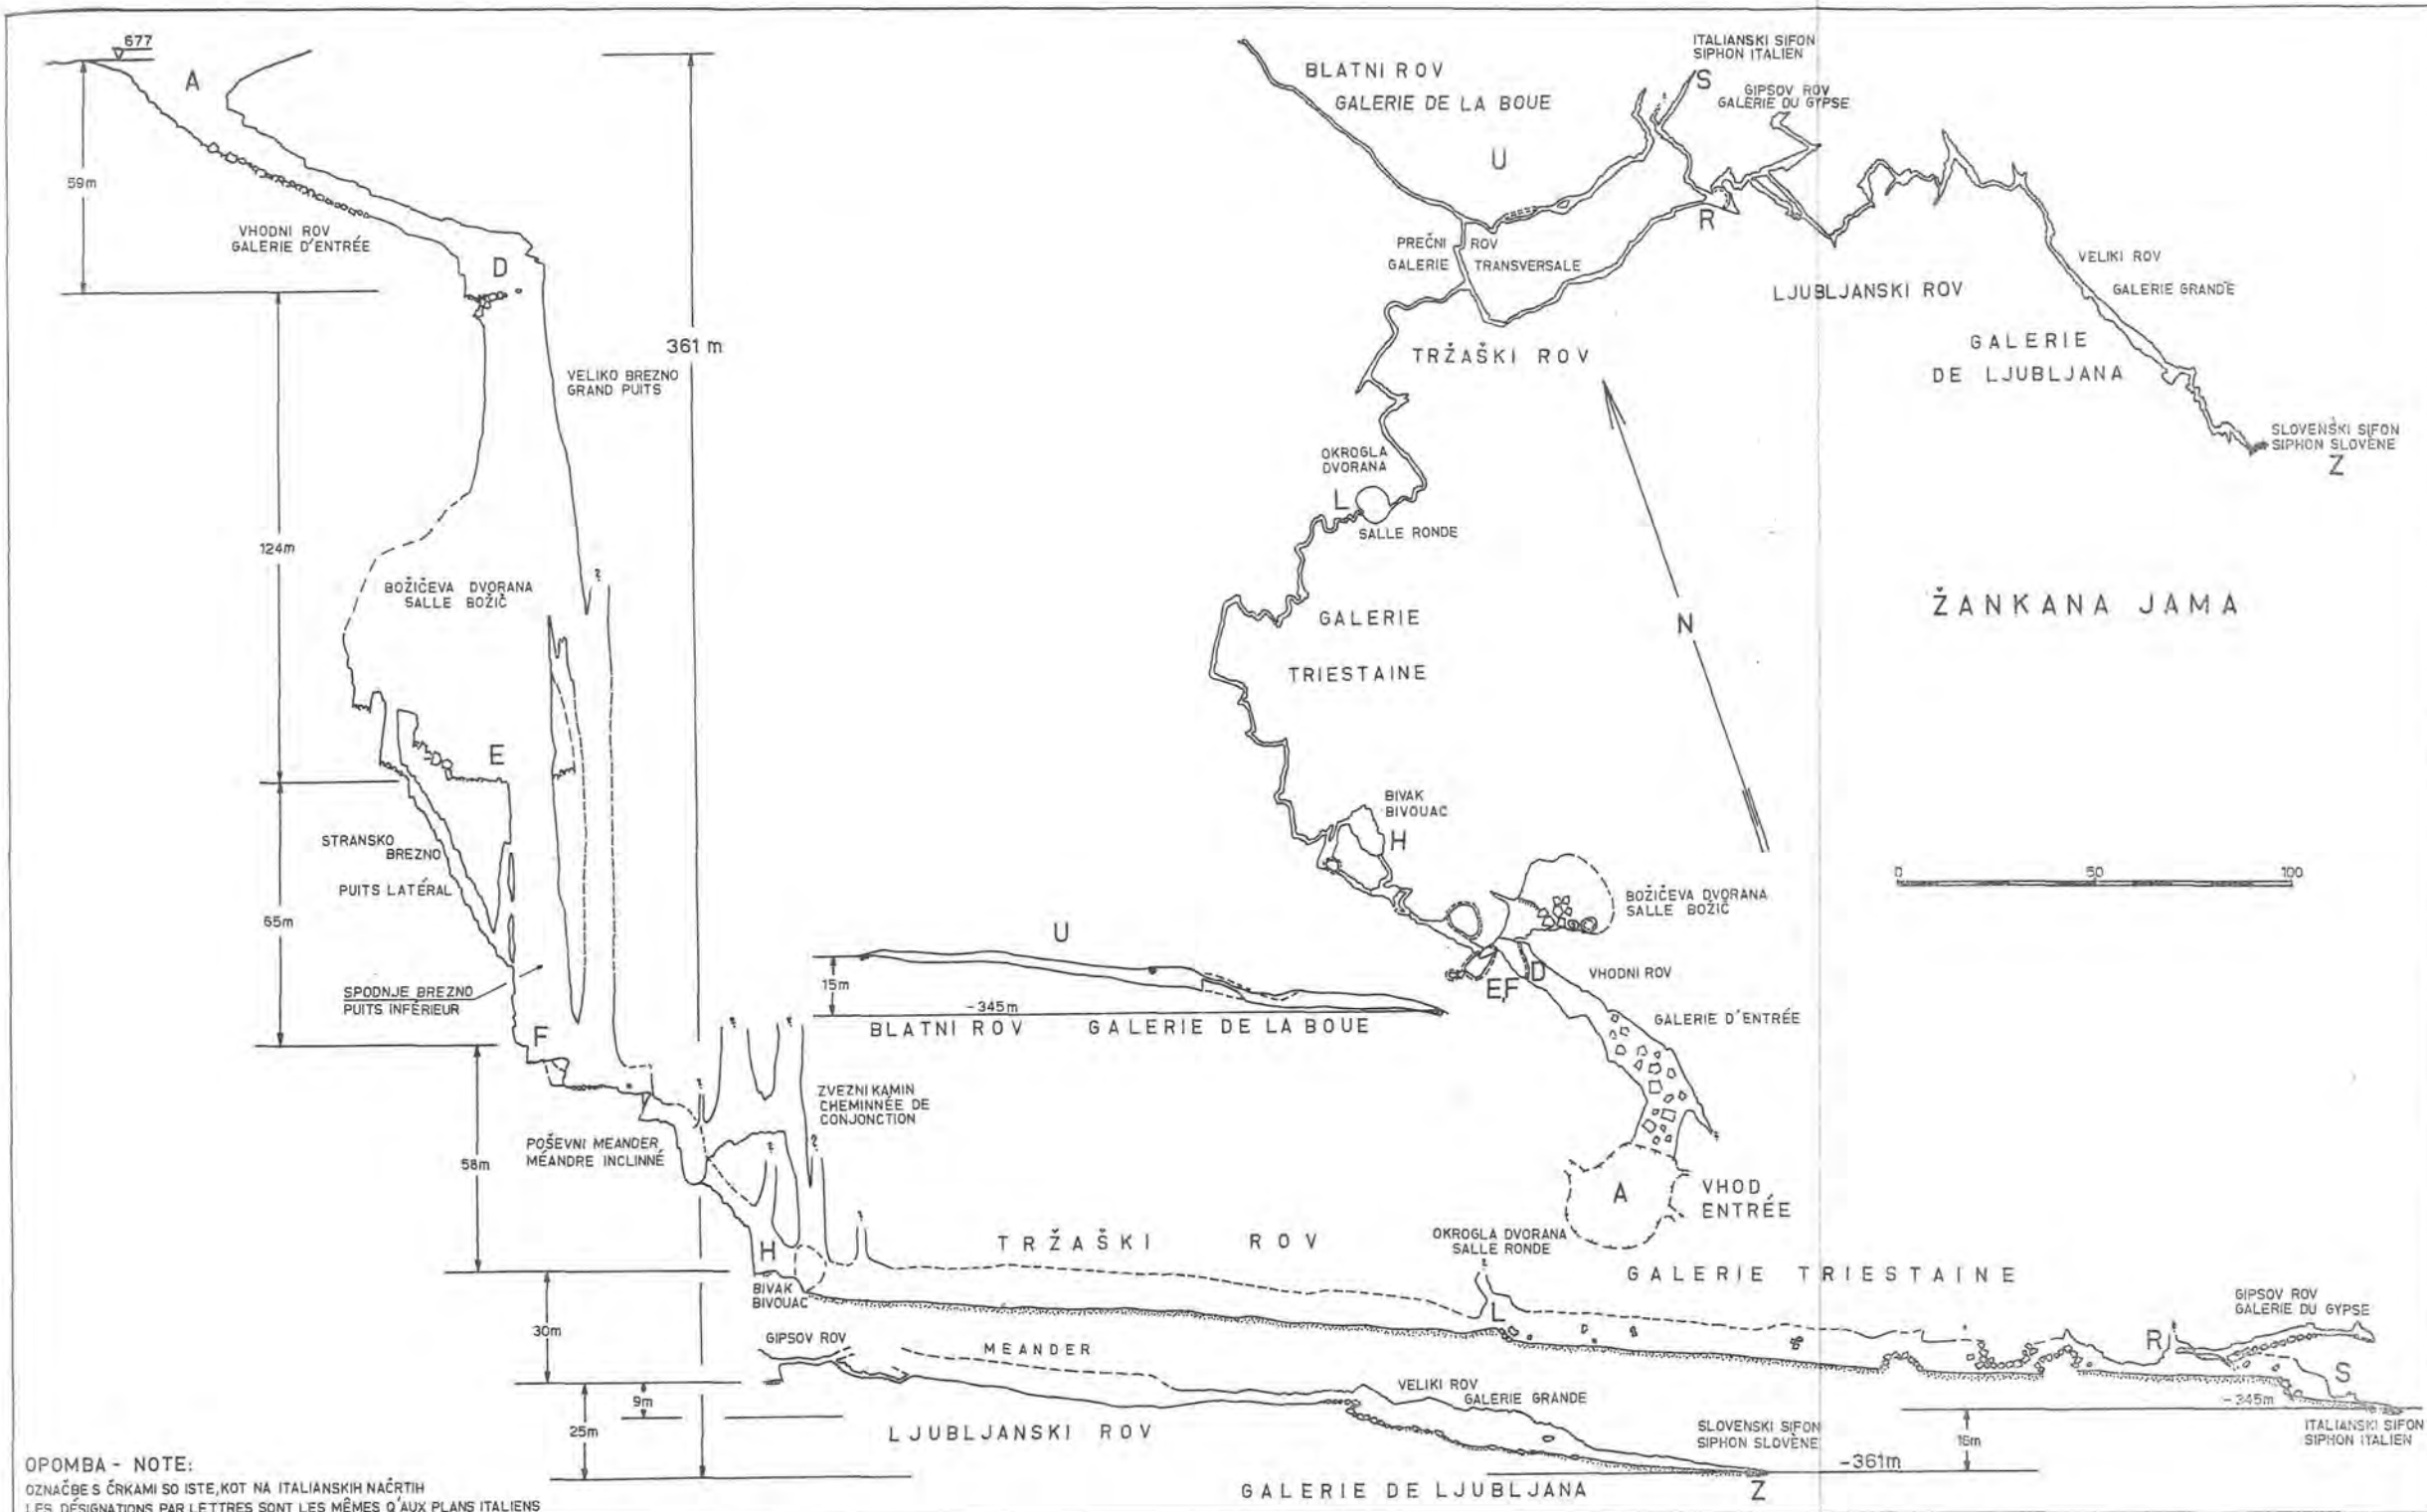 677
A
59m
VHODNI ROV
GALERIE D'ENTRÉE
D
361 m
VELIKO BREZNO
GRAND PUITS
124m
?
BOŽIČEVA DVORANA
SALLE BOŽIČ
E
STRANSKO
BREZNO
PUITS LATÉRAL
65m
SPODNJE BREZNO
PUITS INFÉRIEUR
F
58m
POŠEVNI MEANDER
MÉANDRE INCLINNÉ
?
?
?
?
?
?
?
ZVEZNI KAMIN
CHEMINNÉE DE
CONJONCTION
H
BIVAK
BIVOUAC
30m
GIPSOV ROV
MEANDER
9m
25m
LJUBLJANSKI ROV
VELIKI ROV
GALERIE GRANDE
SLOVENSKI SIFON
SIPHON SLOVÈNE
-361m
Z
GALERIE DE LJUBLJANA
U
15m
-345m
BLATNI ROV GALERIE DE LA BOUE
TRŽAŠKI ROV
OKROGLA DVORANA
SALLE RONDE
?
L
GALERIE TRIESTAINE
GIPSOV ROV
GALERIE DU GYPSE
R
S
-345m
16m
ITALIANSKI SIFON
SIPHON ITALIEN
BLATNI ROV
GALERIE DE LA BOUE
U
ITALIANSKI SIFON
SIPHON ITALIEN
S
GIPSOV ROV
GALERIE DU GYPSE
R
PREČNI ROV
GALERIE TRANSVERSALE
TRŽAŠKI ROV
VELIKI ROV
GALERIE GRANDE
LJUBLJANSKI ROV
GALERIE
DE LJUBLJANA
SLOVENSKI SIFON
SIPHON SLOVÈNE
Z
OKROGLA
DVORANA
L
SALLE RONDE
GALERIE
TRIESTAINE
N
ŽANKANA JAMA
0 50 100
BIVAK
BIVOUAC
H
BOŽIČEVA DVORANA
SALLE BOŽIČ
D
E,F
VHODNI ROV
GALERIE D'ENTRÉE
?
A
VHOD
ENTRÉE
OPOMBA - NOTE:
OZNAČBE S ČRKAMI SO ISTE, KOT NA ITALIANSKIH NAČRTIH
LES DÉSIGNATIONS PAR LETTRES SONT LES MÊMES Q'AUX PLANS ITALIENS